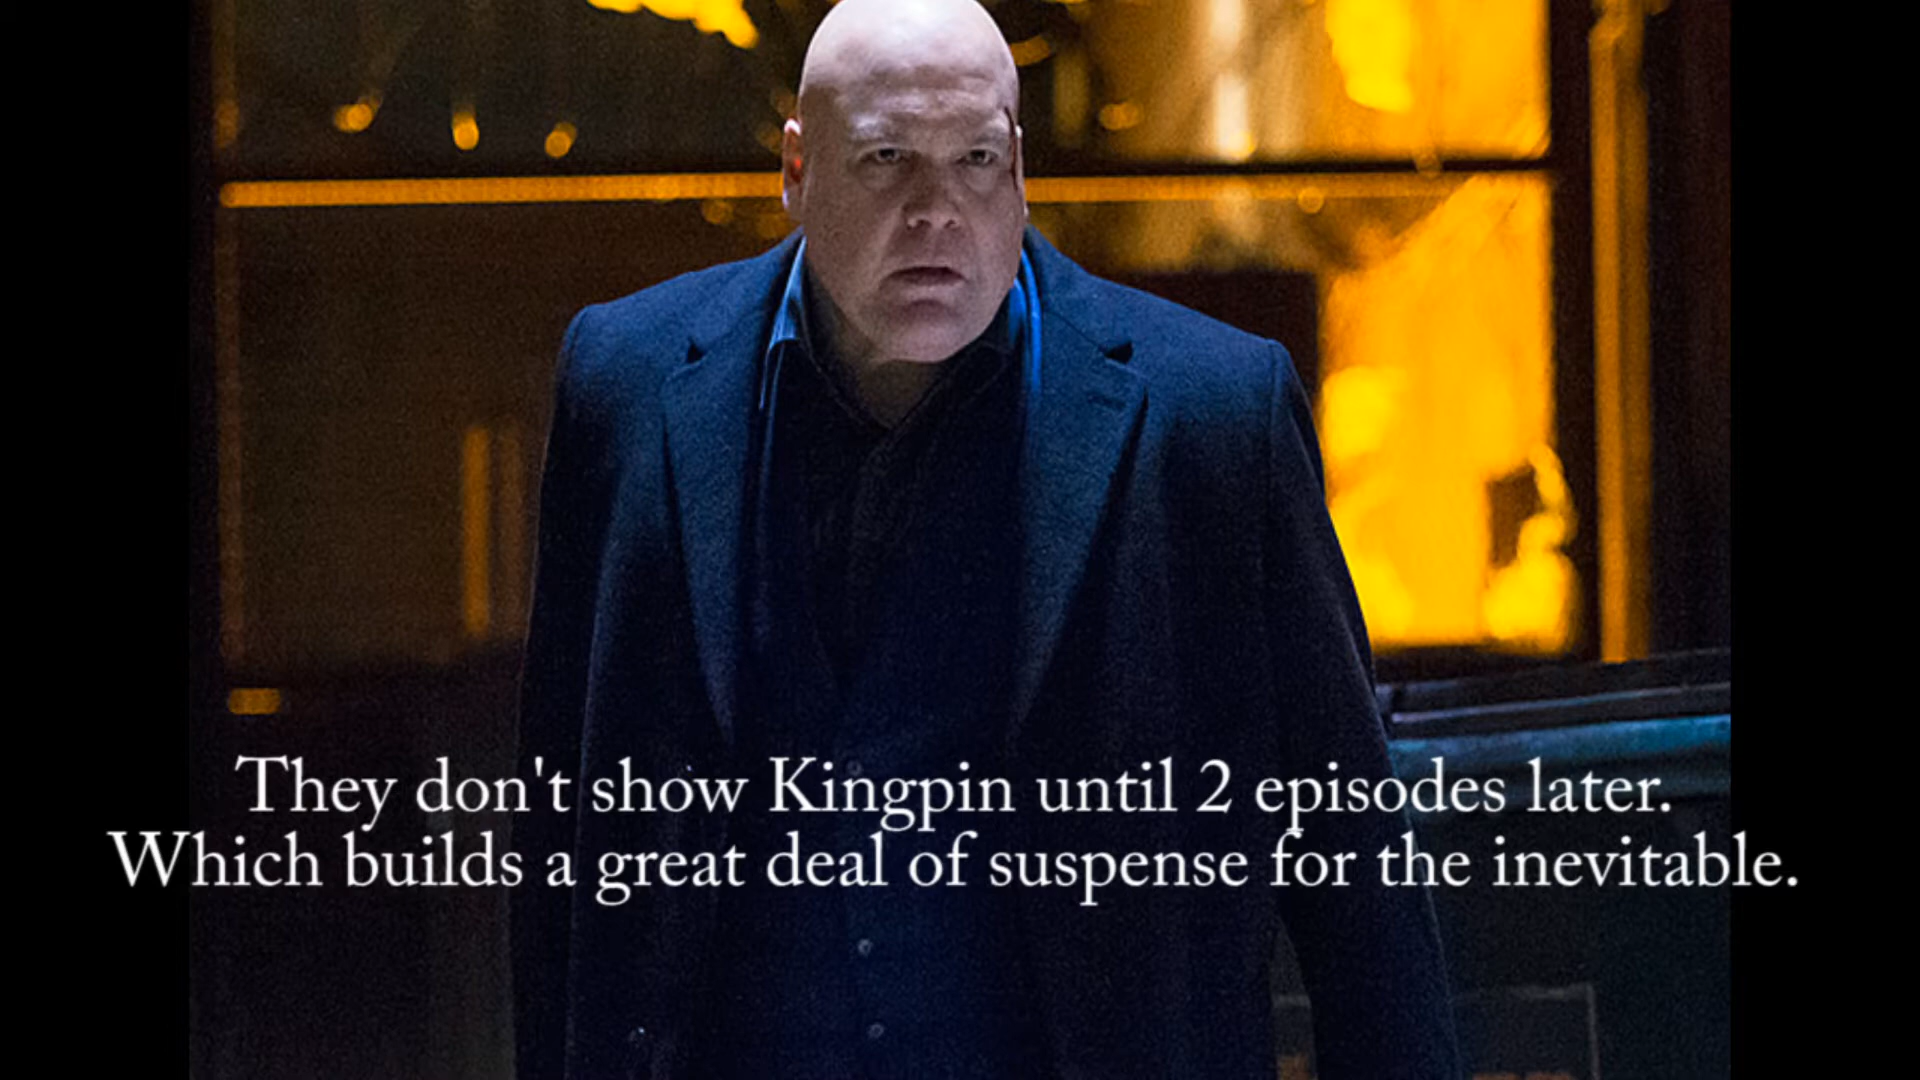 They don't show Kingpin until 2 episodes later.
Which builds a great deal of suspense for the inevitable.